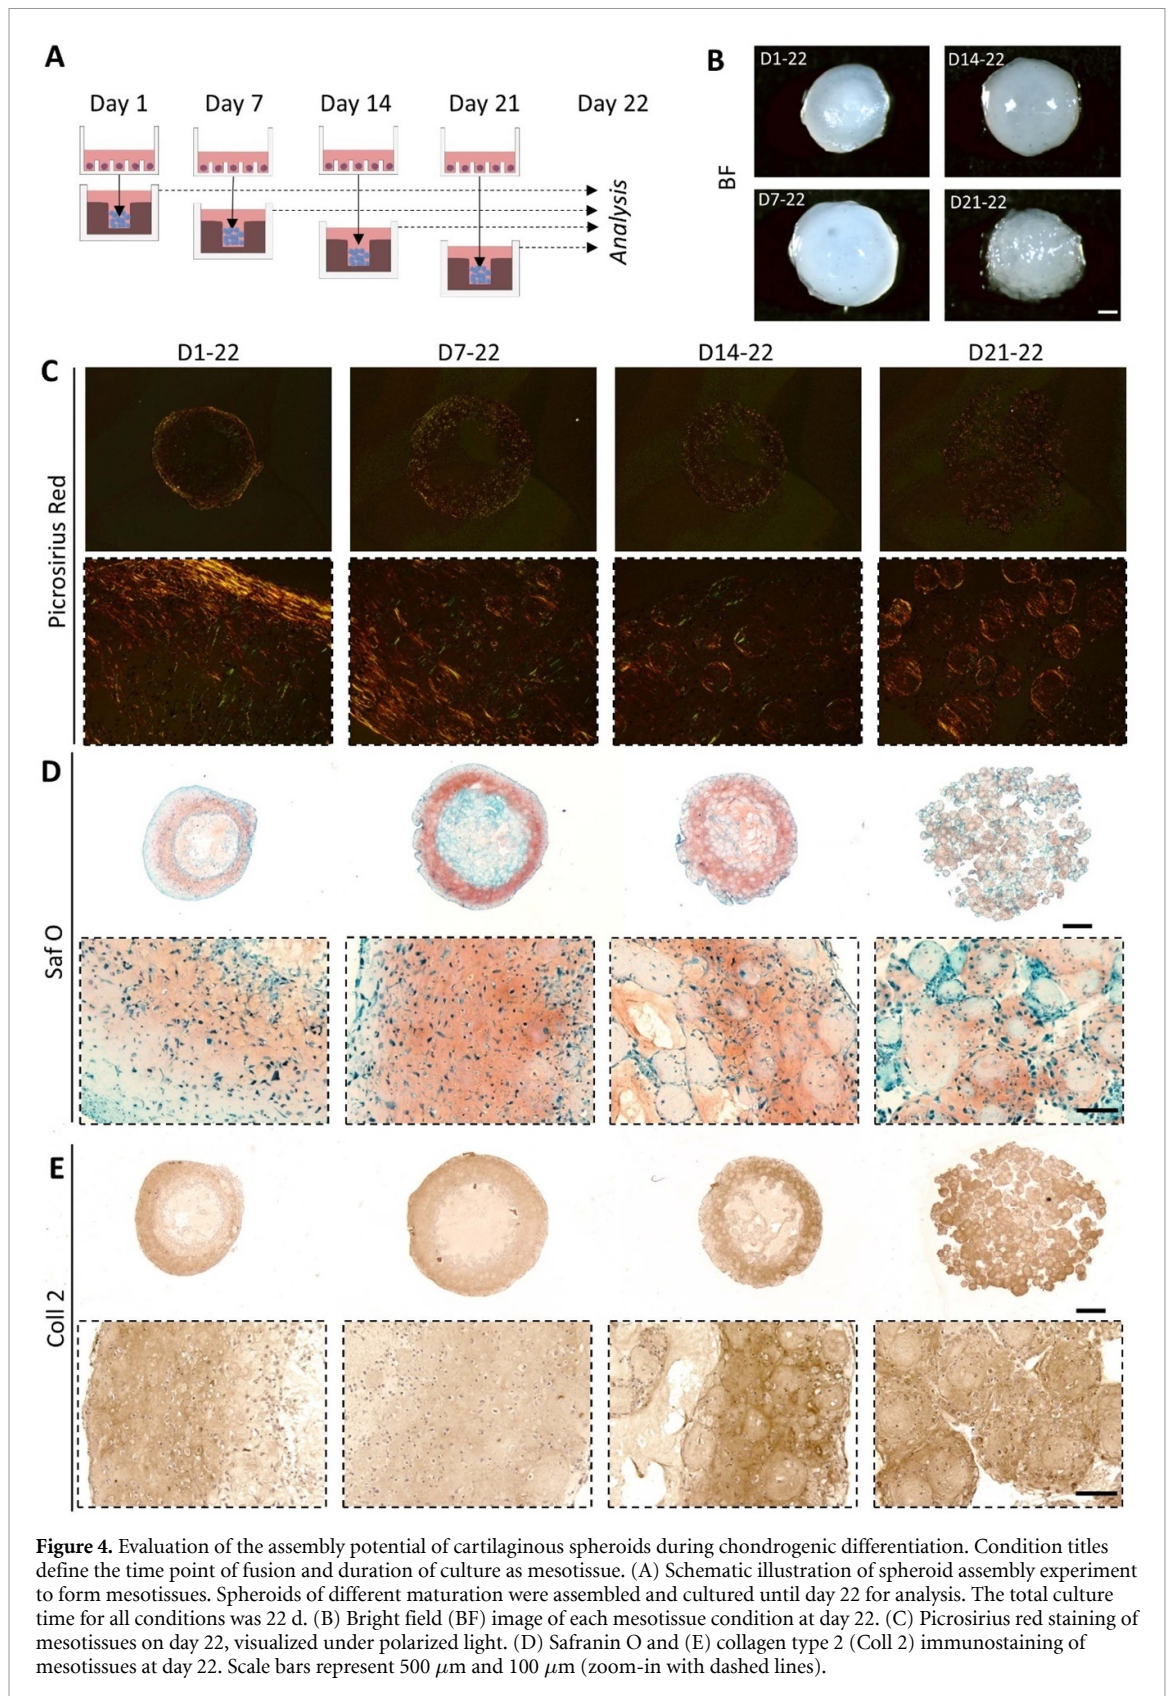 A
Day 1
Day 7
Day 14
Day 21
Day 22
Analysis
B
BF
D1-22
D14-22
D7-22
D21-22
C
D1-22
D7-22
D14-22
D21-22
Picrosirius Red
D
Saf O
E
Coll 2
Figure 4. Evaluation of the assembly potential of cartilaginous spheroids during chondrogenic differentiation. Condition titles
define the time point of fusion and duration of culture as mesotissue. (A) Schematic illustration of spheroid assembly experiment
to form mesotissues. Spheroids of different maturation were assembled and cultured until day 22 for analysis. The total culture
time for all conditions was 22 d. (B) Bright field (BF) image of each mesotissue condition at day 22. (C) Picrosirius red staining of
mesotissues on day 22, visualized under polarized light. (D) Safranin O and (E) collagen type 2 (Coll 2) immunostaining of
mesotissues at day 22. Scale bars represent 500 μm and 100 μm (zoom-in with dashed lines).